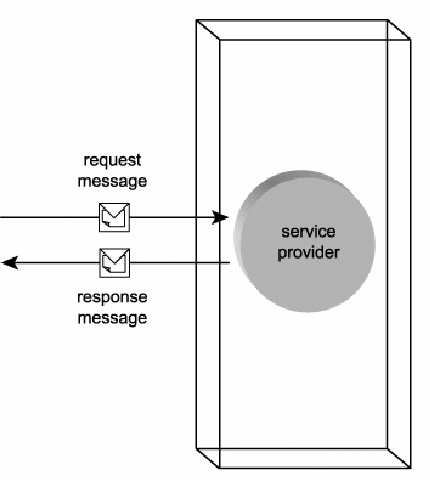 request
message
service
provider
response
message